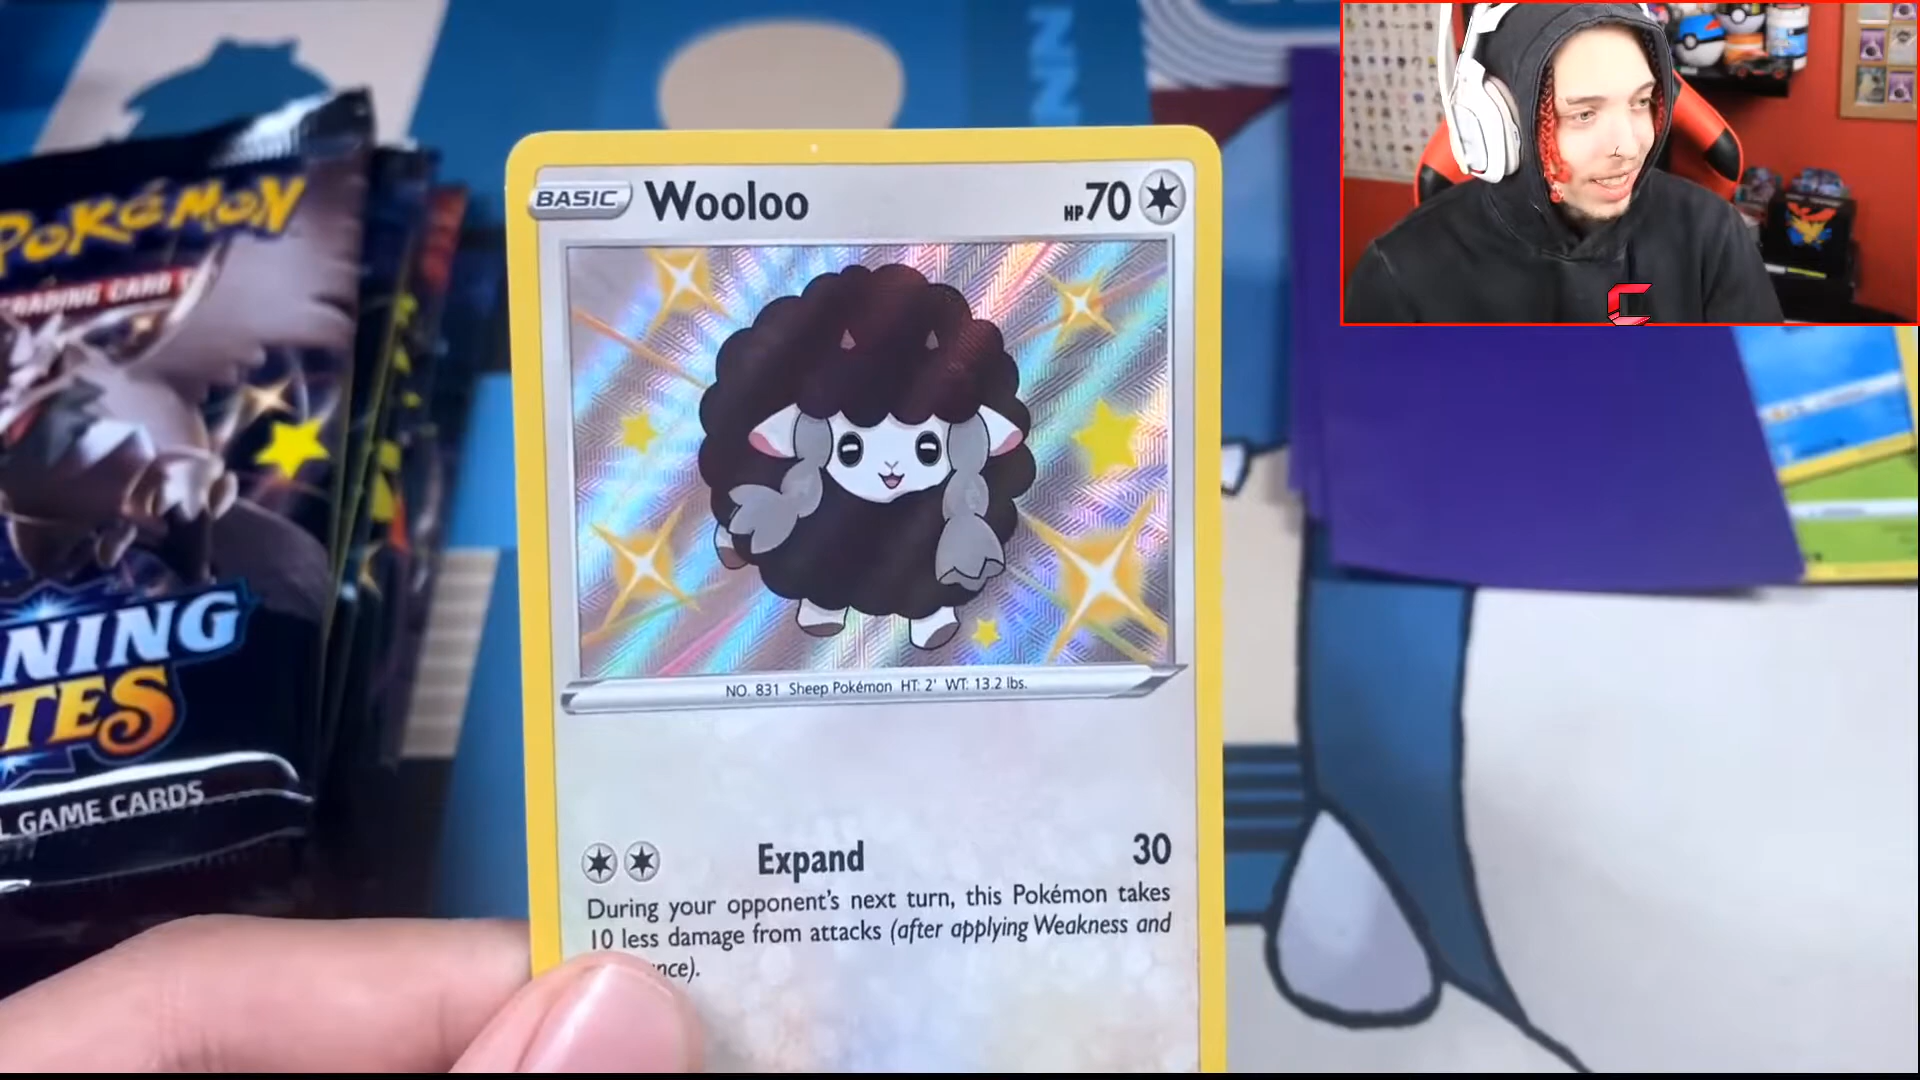 POKÉMON
TRADING CARD
NING
TES
L GAME CARDS
BASIC Wooloo HP 70
NO. 831 Sheep Pokémon HT: 2' WT: 13.2 lbs.
Expand 30
During your opponent's next turn, this Pokémon takes
10 less damage from attacks (after applying Weakness and
nce).
C